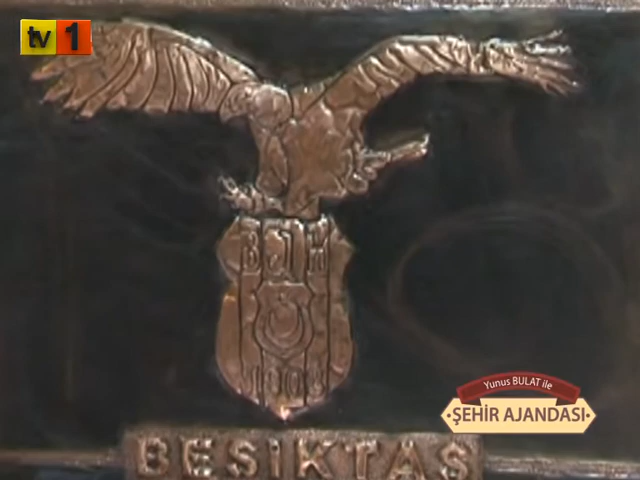 tv1
BJK
1903
Yunus BULAT ile
ŞEHİR AJANDASI
BEŞİKTAŞ